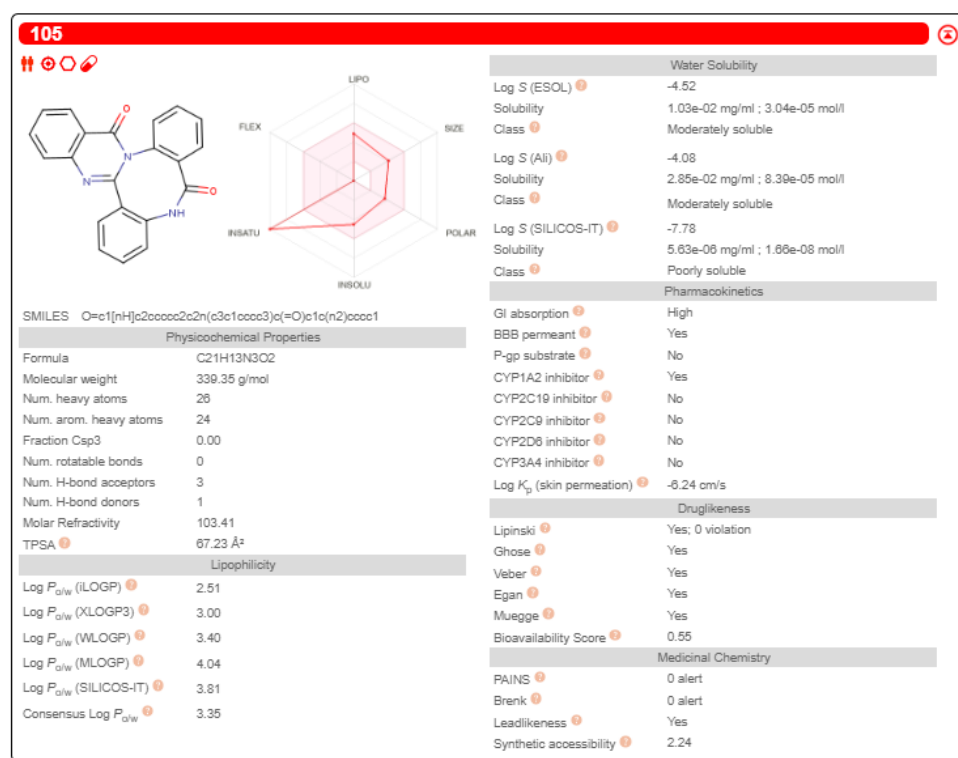 105
O
N
N
O
NH
LIPO
FLEX
SIZE
INSATU
POLAR
INSOLU
SMILES O=c1[nH]c2ccccc2c2n(c3c1cccc3)c(=O)c1c(n2)cccc1
Physicochemical Properties
Formula C21H13N3O2
Molecular weight 339.35 g/mol
Num. heavy atoms 26
Num. arom. heavy atoms 24
Fraction Csp3 0.00
Num. rotatable bonds 0
Num. H-bond acceptors 3
Num. H-bond donors 1
Molar Refractivity 103.41
TPSA ? 67.23 Å²
Lipophilicity
Log Po/w (iLOGP) ? 2.51
Log Po/w (XLOGP3) ? 3.00
Log Po/w (WLOGP) ? 3.40
Log Po/w (MLOGP) ? 4.04
Log Po/w (SILICOS-IT) ? 3.81
Consensus Log Po/w ? 3.35
Water Solubility
Log S (ESOL) ? -4.52
Solubility 1.03e-02 mg/ml ; 3.04e-05 mol/l
Class ? Moderately soluble
Log S (Ali) ? -4.08
Solubility 2.85e-02 mg/ml ; 8.39e-05 mol/l
Class ? Moderately soluble
Log S (SILICOS-IT) ? -7.78
Solubility 5.63e-06 mg/ml ; 1.66e-08 mol/l
Class ? Poorly soluble
Pharmacokinetics
GI absorption ? High
BBB permeant ? Yes
P-gp substrate ? No
CYP1A2 inhibitor ? Yes
CYP2C19 inhibitor ? No
CYP2C9 inhibitor ? No
CYP2D6 inhibitor ? No
CYP3A4 inhibitor ? No
Log Kp (skin permeation) ? -6.24 cm/s
Druglikeness
Lipinski ? Yes; 0 violation
Ghose ? Yes
Veber ? Yes
Egan ? Yes
Muegge ? Yes
Bioavailability Score ? 0.55
Medicinal Chemistry
PAINS ? 0 alert
Brenk ? 0 alert
Leadlikeness ? Yes
Synthetic accessibility ? 2.24